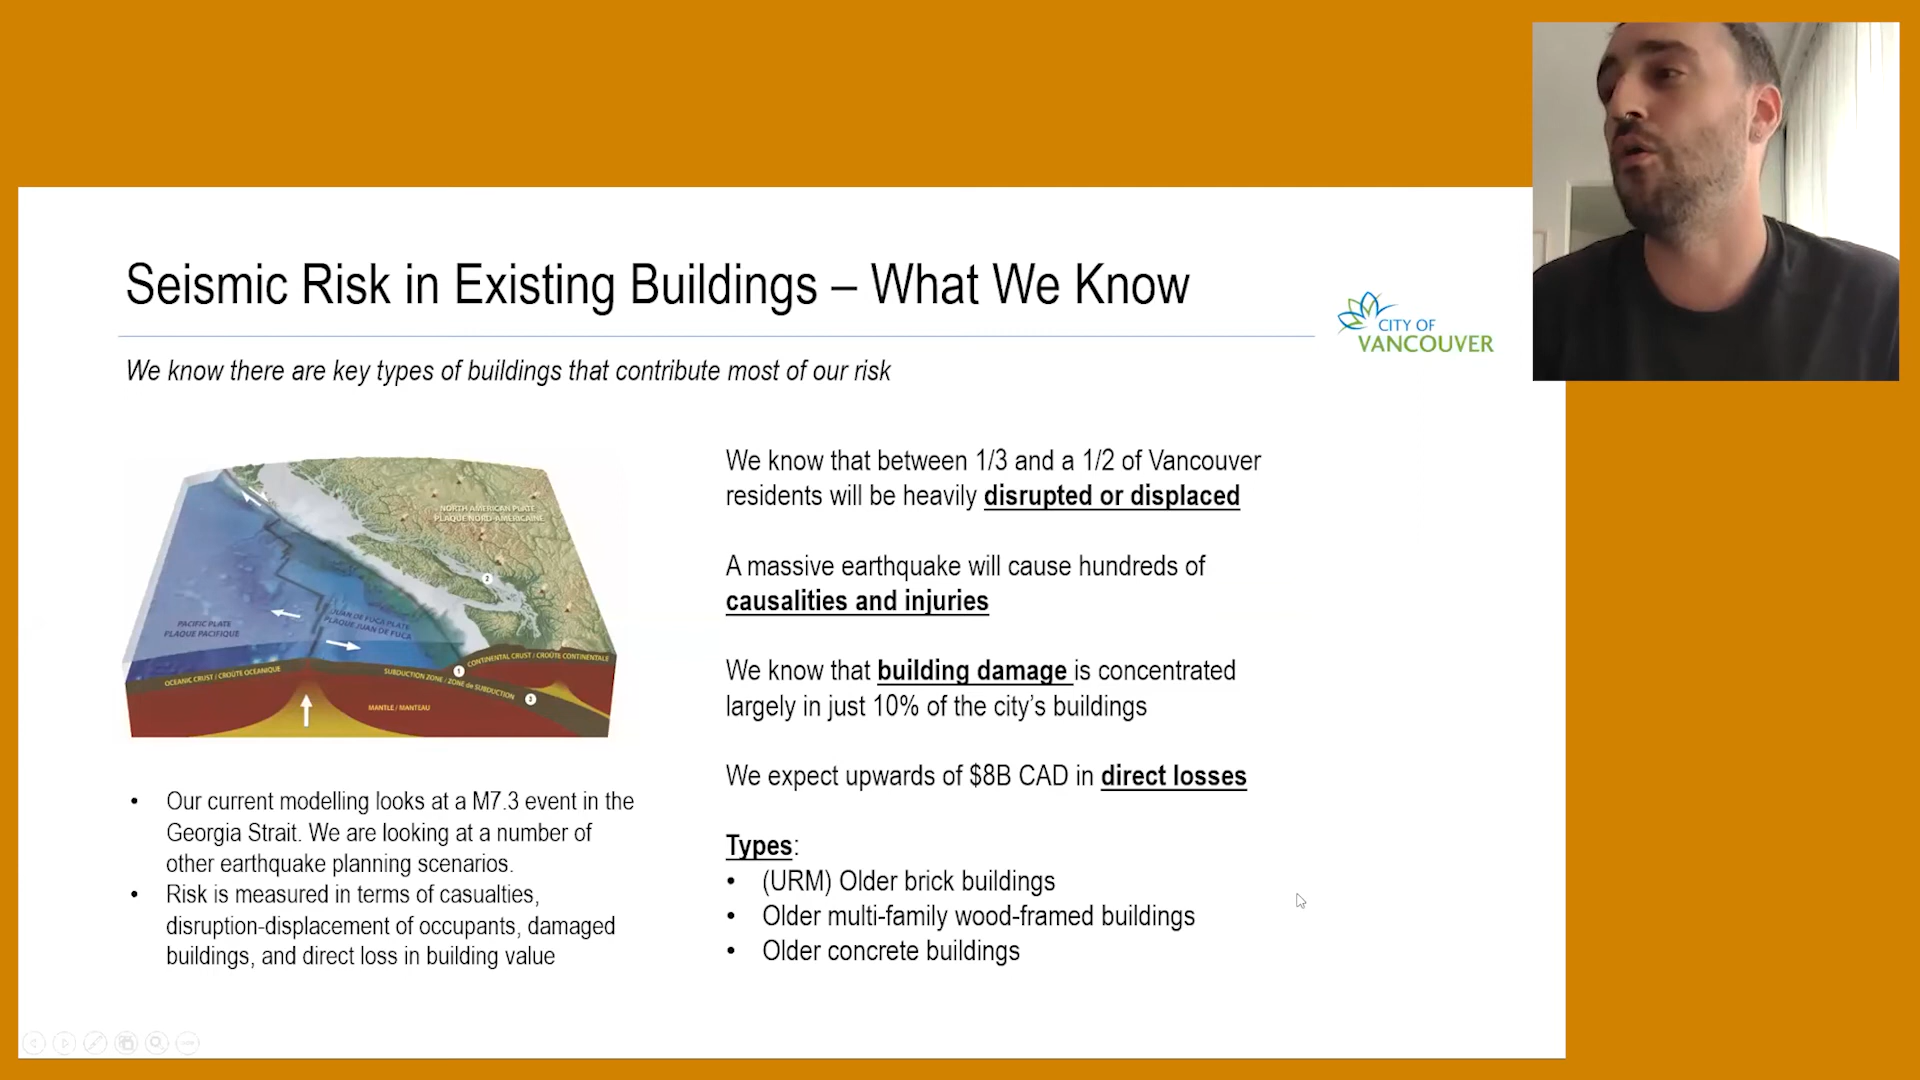 Seismic Risk in Existing Buildings – What We Know
CITY OF
VANCOUVER
We know there are key types of buildings that contribute most of our risk
NORTH AMERICAN PLATE
PLAQUE NORD-AMERICAINE
2
PACIFIC PLATE
PLAQUE PACIFIQUE
JUAN DE FUCA PLATE
PLAQUE JUAN DE FUCA
OCEANIC CRUST / CROÛTE OCEANIQUE
SUBDUCTION ZONE / ZONE de SUBDUCTION
1
CONTINENTAL CRUST / CROÛTE CONTINENTALE
3
MANTLE / MANTEAU
• Our current modelling looks at a M7.3 event in the
Georgia Strait. We are looking at a number of
other earthquake planning scenarios.
• Risk is measured in terms of casualties,
disruption-displacement of occupants, damaged
buildings, and direct loss in building value
We know that between 1/3 and a 1/2 of Vancouver
residents will be heavily disrupted or displaced
A massive earthquake will cause hundreds of
causalities and injuries
We know that building damage is concentrated
largely in just 10% of the city's buildings
We expect upwards of $8B CAD in direct losses
Types:
• (URM) Older brick buildings
• Older multi-family wood-framed buildings
• Older concrete buildings